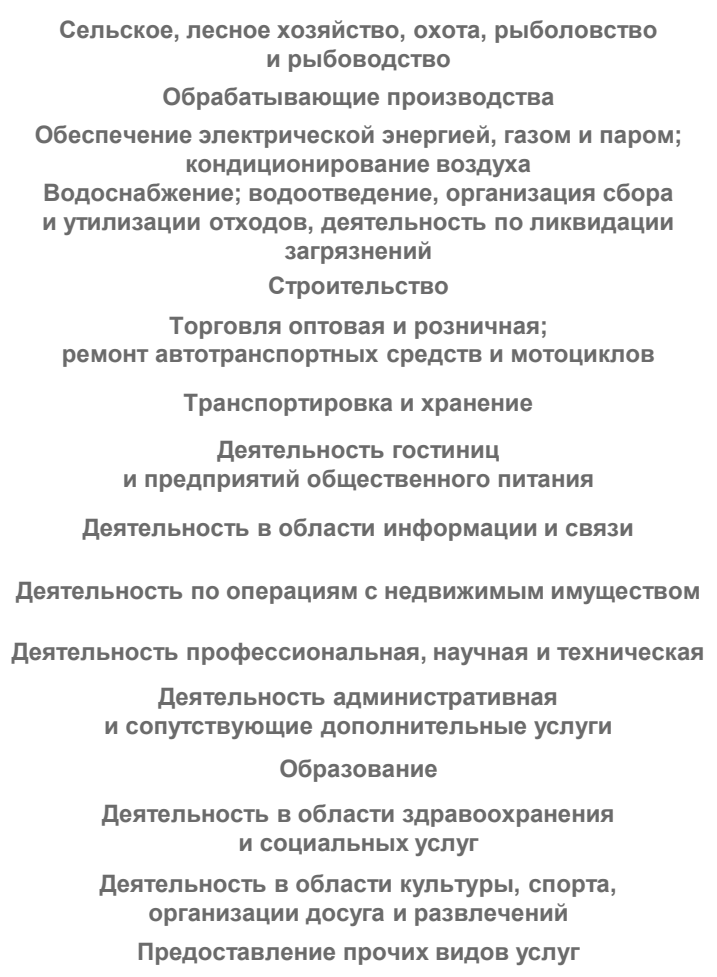 Сельское, лесное хозяйство, охота, рыболовство
и рыбоводство
Обрабатывающие производства
Обеспечение электрической энергией, газом и паром;
кондиционирование воздуха
Водоснабжение; водоотведение, организация сбора
и утилизации отходов, деятельность по ликвидации
загрязнений
Строительство
Торговля оптовая и розничная;
ремонт автотранспортных средств и мотоциклов
Транспортировка и хранение
Деятельность гостиниц
и предприятий общественного питания
Деятельность в области информации и связи
Деятельность по операциям с недвижимым имуществом
Деятельность профессиональная, научная и техническая
Деятельность административная
и сопутствующие дополнительные услуги
Образование
Деятельность в области здравоохранения
и социальных услуг
Деятельность в области культуры, спорта,
организации досуга и развлечений
Предоставление прочих видов услуг